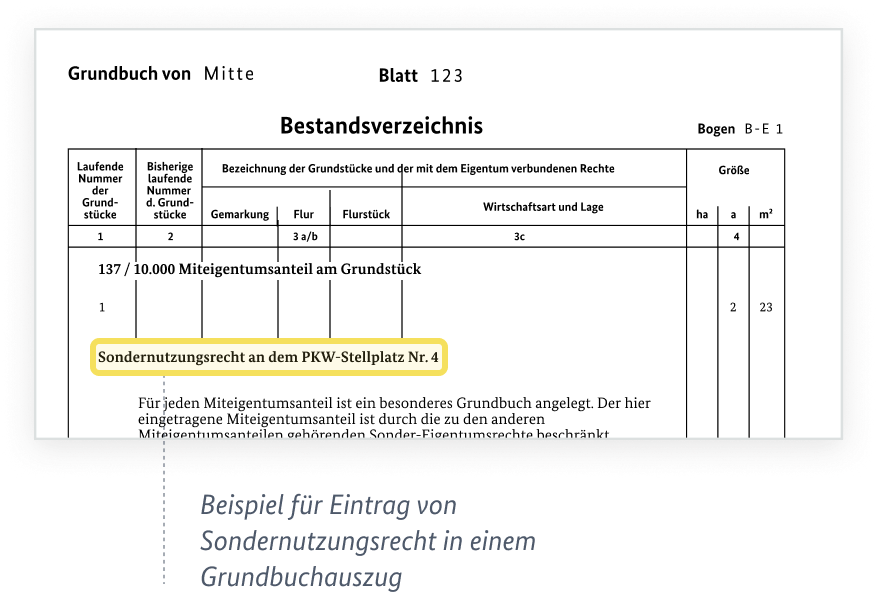 Grundbuch von Mitte Blatt 123
Bestandsverzeichnis
Bogen B-E 1
Laufende Nummer der Grund-stücke
Bisherige laufende Nummer d. Grund-stücke
Bezeichnung der Grundstücke und der mit dem Eigentum verbundenen Rechte
Größe
Gemarkung Flur Flurstück Wirtschaftsart und Lage ha a m²
1 2 3 a/b 3c 4
137 / 10.000 Miteigentumsanteil am Grundstück
1 2 23
Sondernutzungsrecht an dem PKW-Stellplatz Nr. 4
Für jeden Miteigentumsanteil ist ein besonderes Grundbuch angelegt. Der hier
eingetragene Miteigentumsanteil ist durch die zu den anderen
Miteigentumsanteilen gehörenden Sonder-Eigentumsrechte beschränkt
Beispiel für Eintrag von
Sondernutzungsrecht in einem
Grundbuchauszug